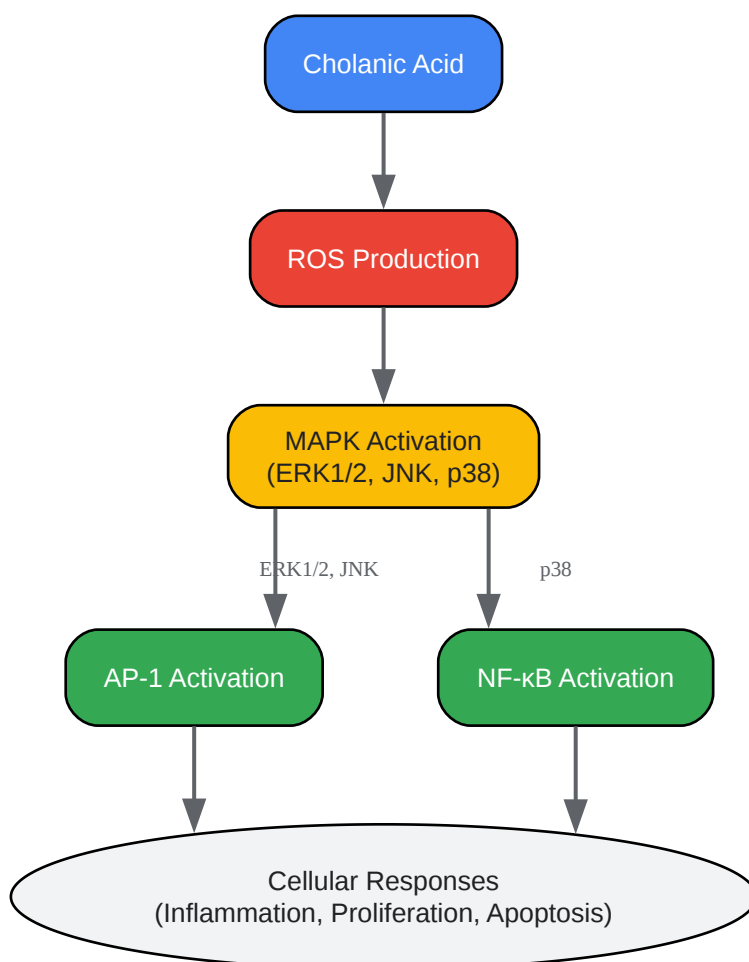 Cholanic Acid
ROS Production
MAPK Activation
(ERK1/2, JNK, p38)
ERK1/2, JNK
p38
AP-1 Activation
NF-κB Activation
Cellular Responses
(Inflammation, Proliferation, Apoptosis)